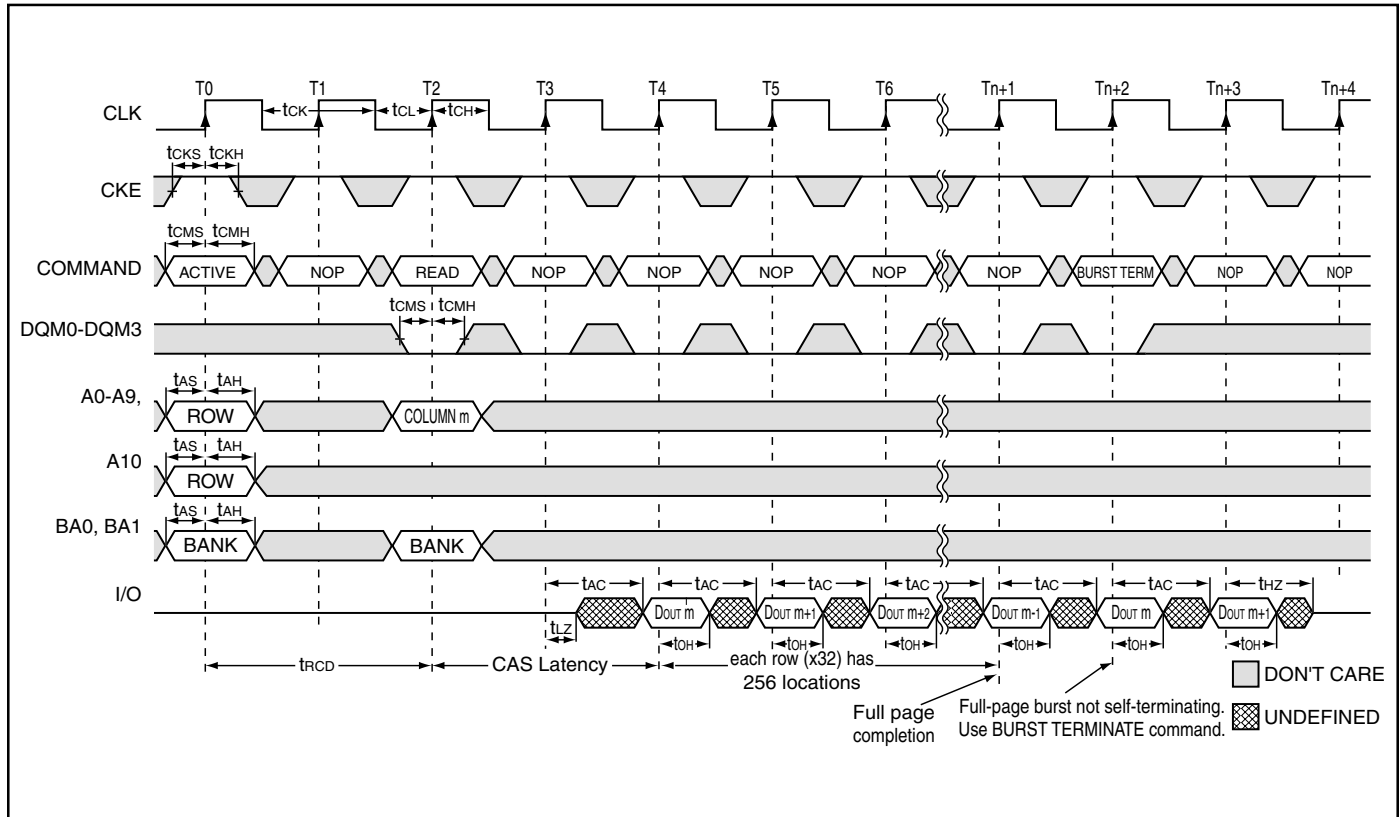 T0 T1 T2 T3 T4 T5 T6 Tn+1 Tn+2 Tn+3 Tn+4
CLK tCK tCL tCH
tCKS tCKH
CKE
tCMS tCMH
COMMAND ACTIVE NOP READ NOP NOP NOP NOP NOP BURST TERM NOP NOP
tCMS tCMH
DQM0-DQM3
tAS tAH
A0-A9, ROW COLUMN m
tAS tAH
A10 ROW
tAS tAH
BA0, BA1 BANK BANK
tAC tAC tAC tAC tAC tAC tHZ
I/O DOUT m DOUT m+1 DOUT m+2 DOUT m-1 DOUT m DOUT m+1
tLZ tOH tOH tOH tOH tOH tOH
tRCD CAS Latency each row (x32) has
256 locations
DON'T CARE
Full page
completion
Full-page burst not self-terminating.
Use BURST TERMINATE command.
UNDEFINED